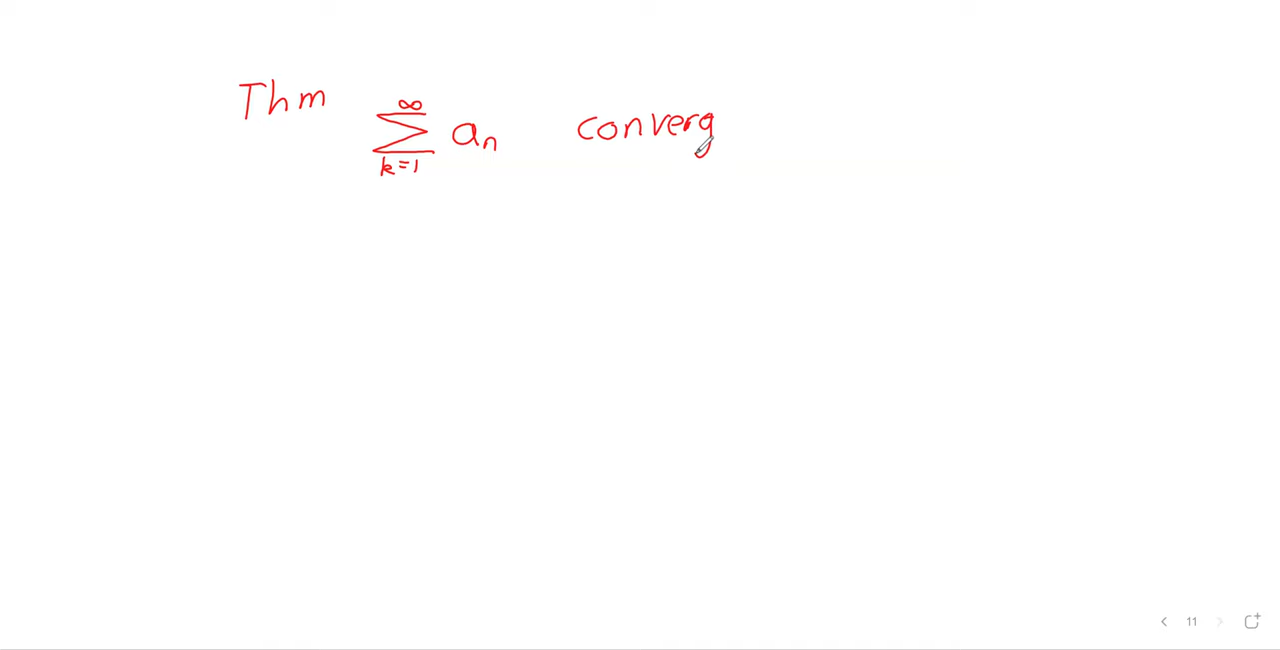 Thm ∞
∑ a_n converg
k=1
11